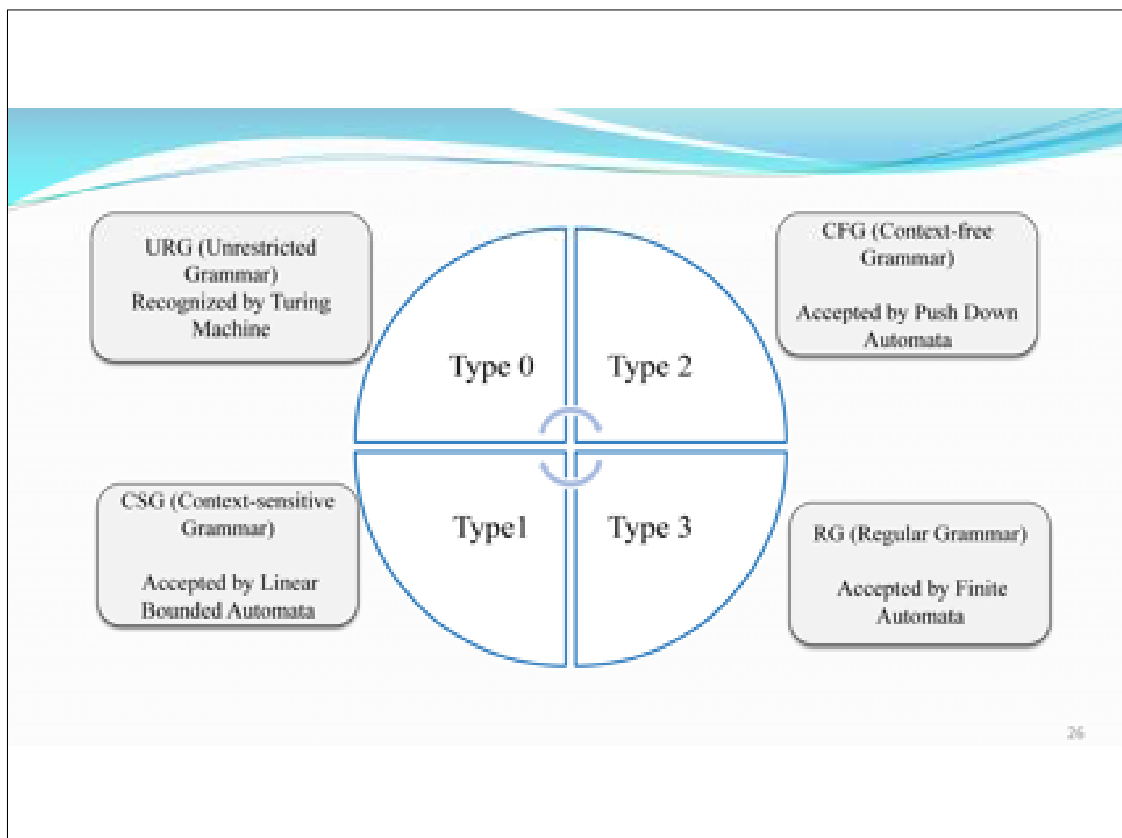 URG (Unrestricted
Grammar)
Recognized by Turing
Machine
CFG (Context-free
Grammar)
Accepted by Push Down
Automata
Type 0
Type 2
CSG (Context-sensitive
Grammar)
Accepted by Linear
Bounded Automata
Type1
Type 3
RG (Regular Grammar)
Accepted by Finite
Automata
26